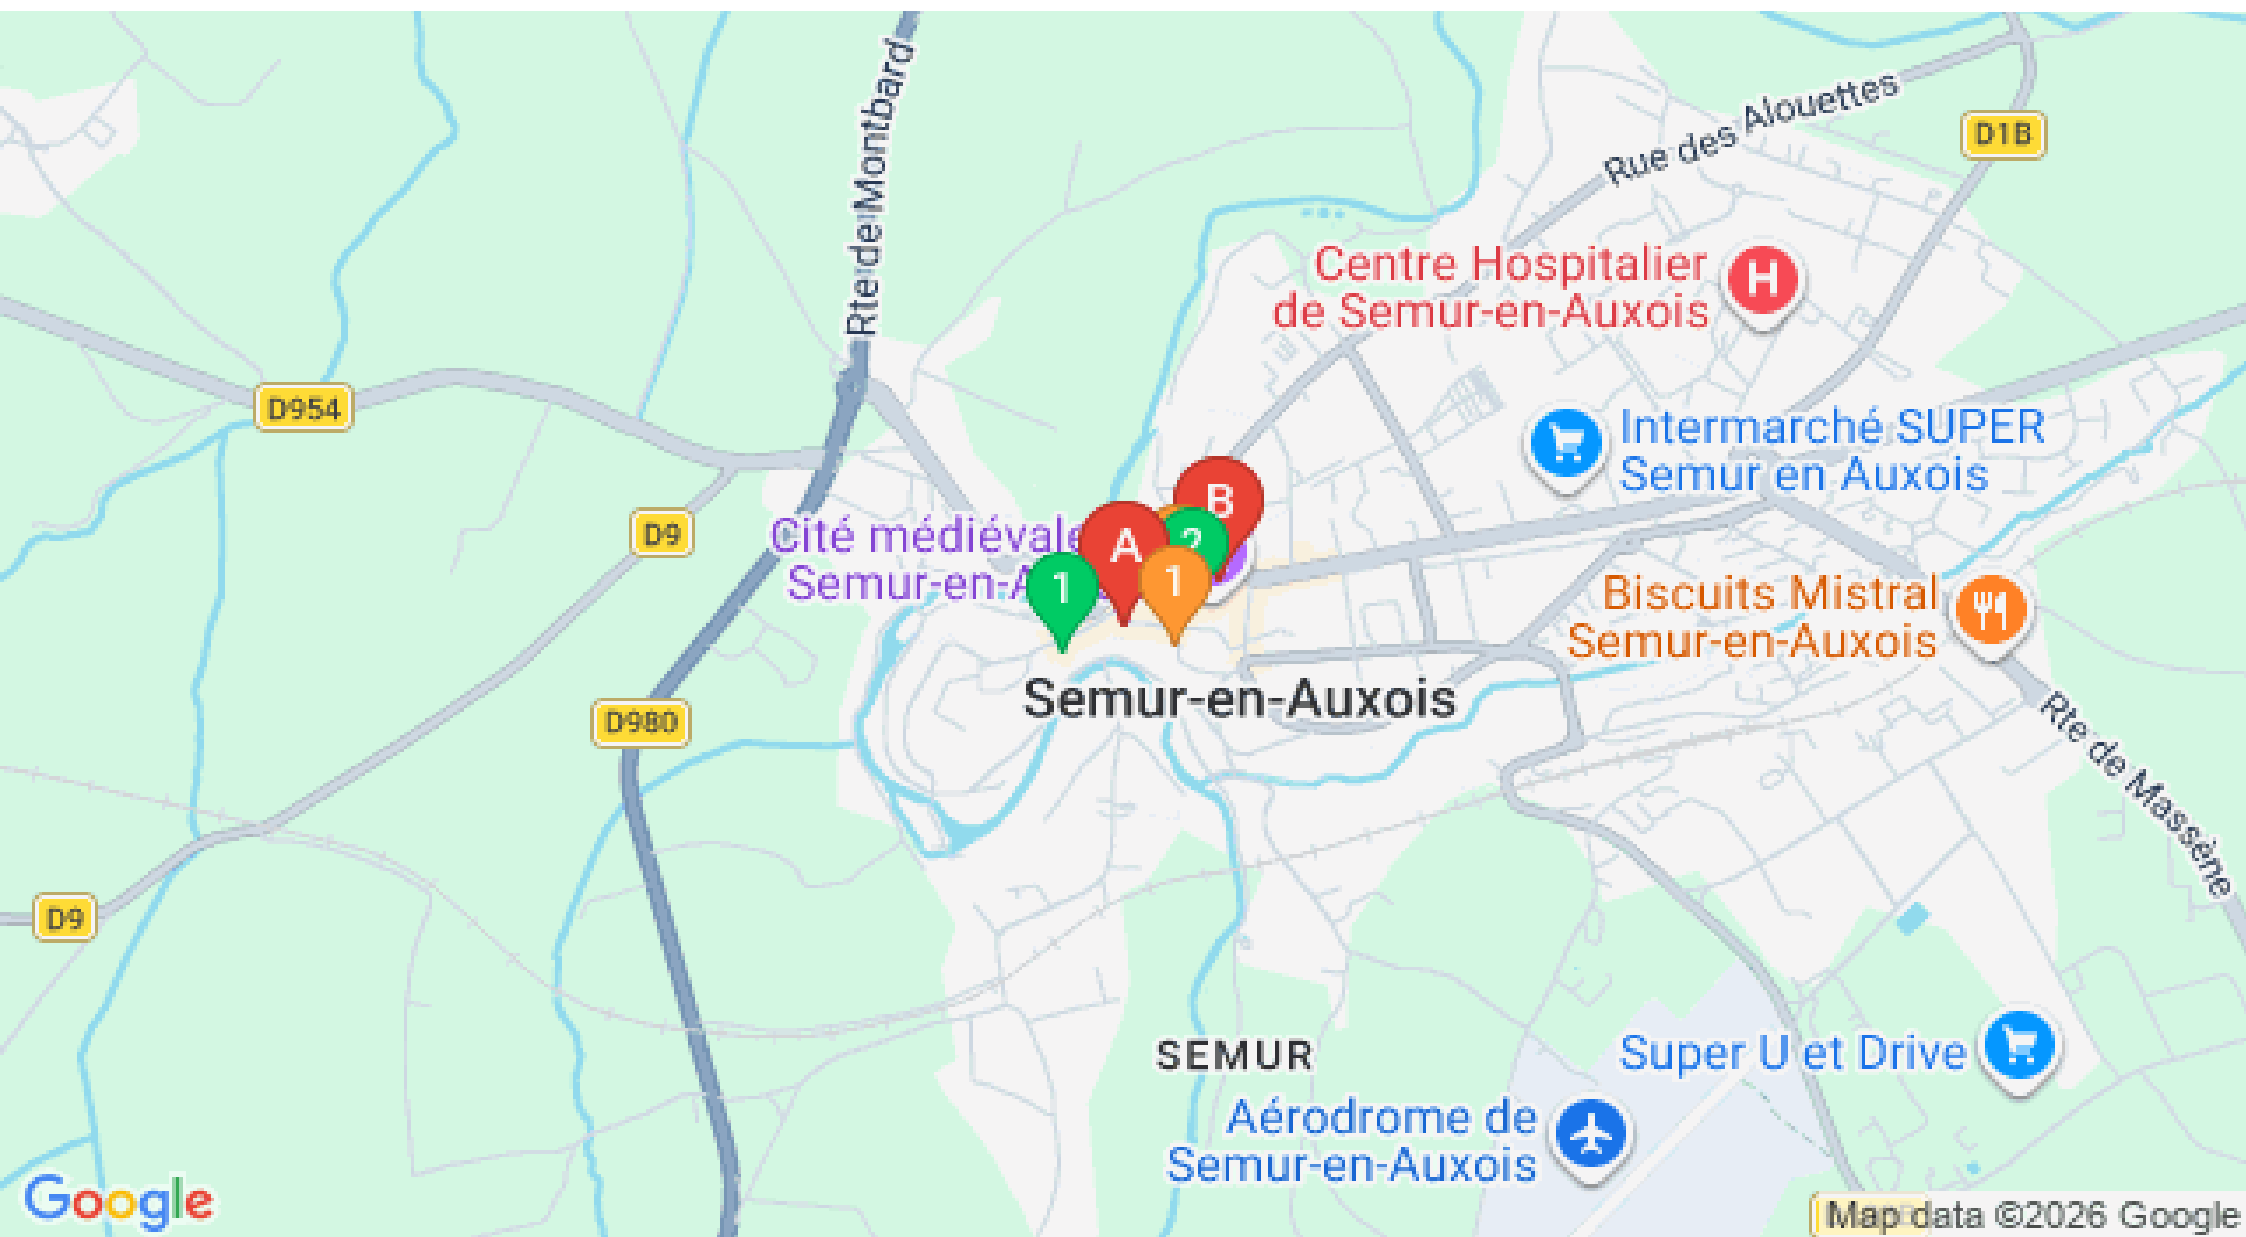 Rte de Montbard
Rue des Alouettes
D1B
Centre Hospitalier
de Semur-en-Auxois
H
D954
Intermarché SUPER
Semur en Auxois
D9
Cité médiévale
Semur-en-A
B
A
2
1
1
Biscuits Mistral
Semur-en-Auxois
Semur-en-Auxois
D980
Rte de Massène
D9
SEMUR
Super U et Drive
Aérodrome de
Semur-en-Auxois
Google
Map data ©2026 Google